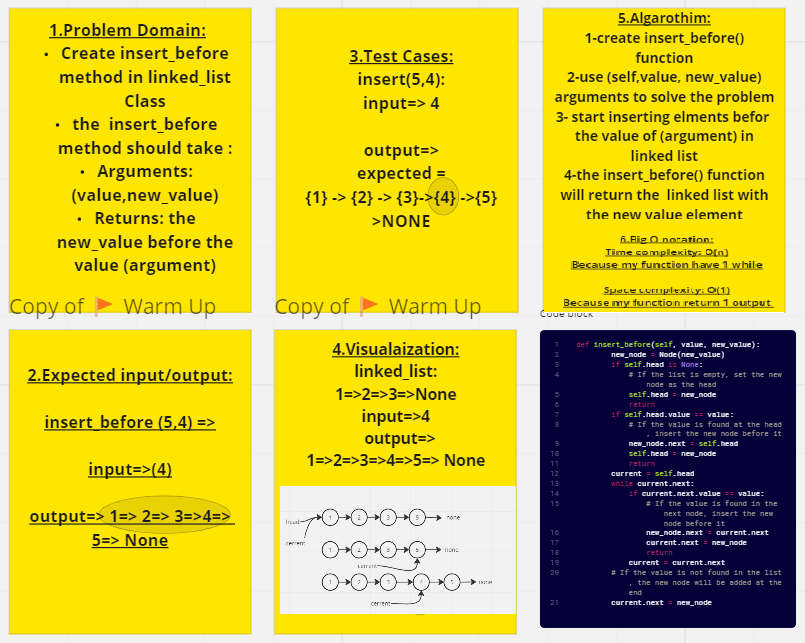 1.Problem Domain:
• Create insert_before
method in linked_list
Class
• the insert_before
method should take :
• Arguments:
(value,new_value)
• Returns: the
new_value before the
value (argument)
Copy of 🚩 Warm Up
3.Test Cases:
insert(5,4):
input=> 4
output=>
expected =
{1} -> {2} -> {3}->{4} ->{5}
>NONE
Copy of 🚩 Warm Up
5.Algarothim:
1-create insert_before()
function
2-use (self,value, new_value)
arguments to solve the problem
3- start inserting elments befor
the value of (argument) in
linked list
4-the insert_before() function
will return the linked list with
the new value element
6.Big O notation:
Time complexity: O(n)
Because my function have 1 while
Space complexity: O(1)
Because my function return 1 output
2.Expected input/output:
insert_before (5,4) =>
input=>(4)
output=> 1=> 2=> 3=>4=>
5=> None
4.Visualaization:
linked_list:
1=>2=>3=>None
input=>4
output=>
1=>2=>3=>4=>5=> None
head
1 2 3 5 none
cerrent
1 2 3 5 none
current
1 2 3 4 5 none
cerrent
Code block
1 def insert_before(self, value, new_value):
2 new_node = Node(new_value)
3 if self.head is None:
4 # If the list is empty, set the new
node as the head
5 self.head = new_node
6 return
7 if self.head.value == value:
8 # If the value is found at the head
, insert the new node before it
9 new_node.next = self.head
10 self.head = new_node
11 return
12 current = self.head
13 while current.next:
14 if current.next.value == value:
15 # If the value is found in the
next node, insert the new
node before it
16 new_node.next = current.next
17 current.next = new_node
18 return
19 current = current.next
20 # If the value is not found in the list
, the new node will be added at the
end
21 current.next = new_node